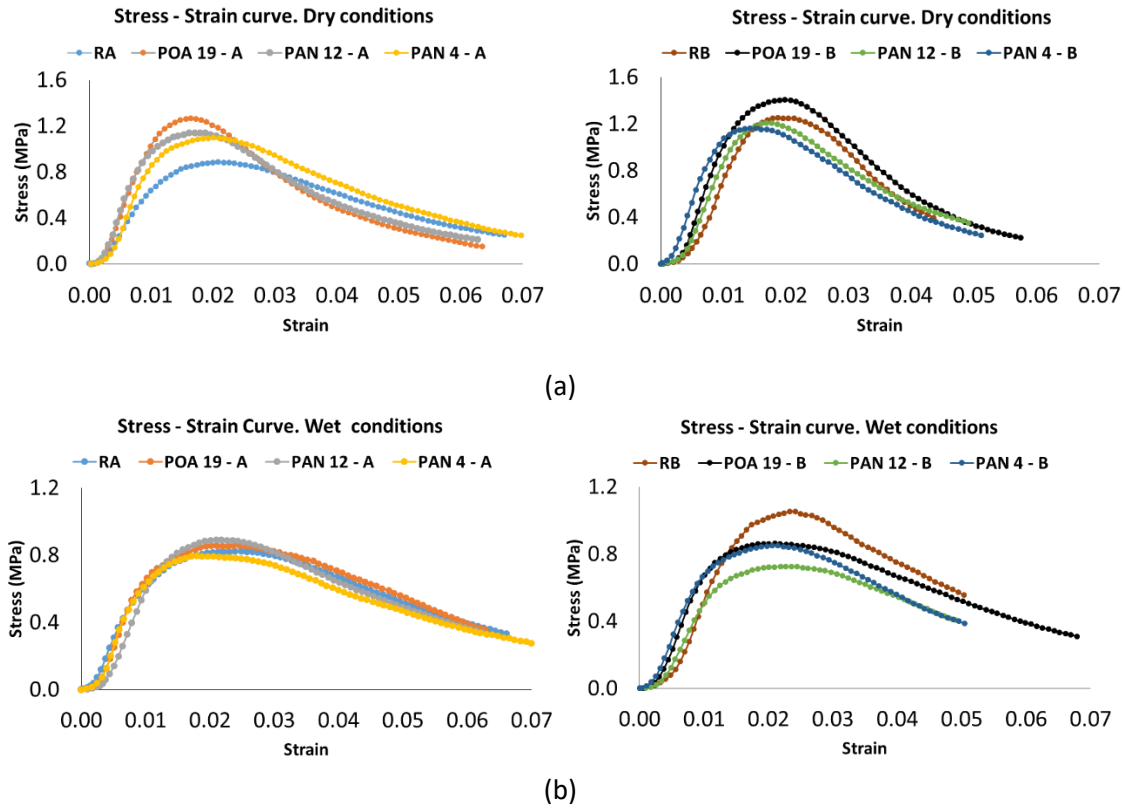 Stress - Strain curve. Dry conditions
RA POA 19 - A PAN 12 - A PAN 4 - A
1.6
1.2
0.8
0.4
0.0
Stress (MPa)
0.00 0.01 0.02 0.03 0.04 0.05 0.06 0.07
Strain
Stress - Strain curve. Dry conditions
RB POA 19 - B PAN 12 - B PAN 4 - B
1.6
1.2
0.8
0.4
0.0
Stress (MPa)
0.00 0.01 0.02 0.03 0.04 0.05 0.06 0.07
Strain
(a)
Stress - Strain Curve. Wet conditions
RA POA 19 - A PAN 12 - A PAN 4 - A
1.2
0.8
0.4
0.0
Stress (MPa)
0.00 0.01 0.02 0.03 0.04 0.05 0.06 0.07
Strain
Stress - Strain curve. Wet conditions
RB POA 19 - B PAN 12 - B PAN 4 - B
1.2
0.8
0.4
0.0
Stress (MPa)
0.00 0.01 0.02 0.03 0.04 0.05 0.06 0.07
Strain
(b)